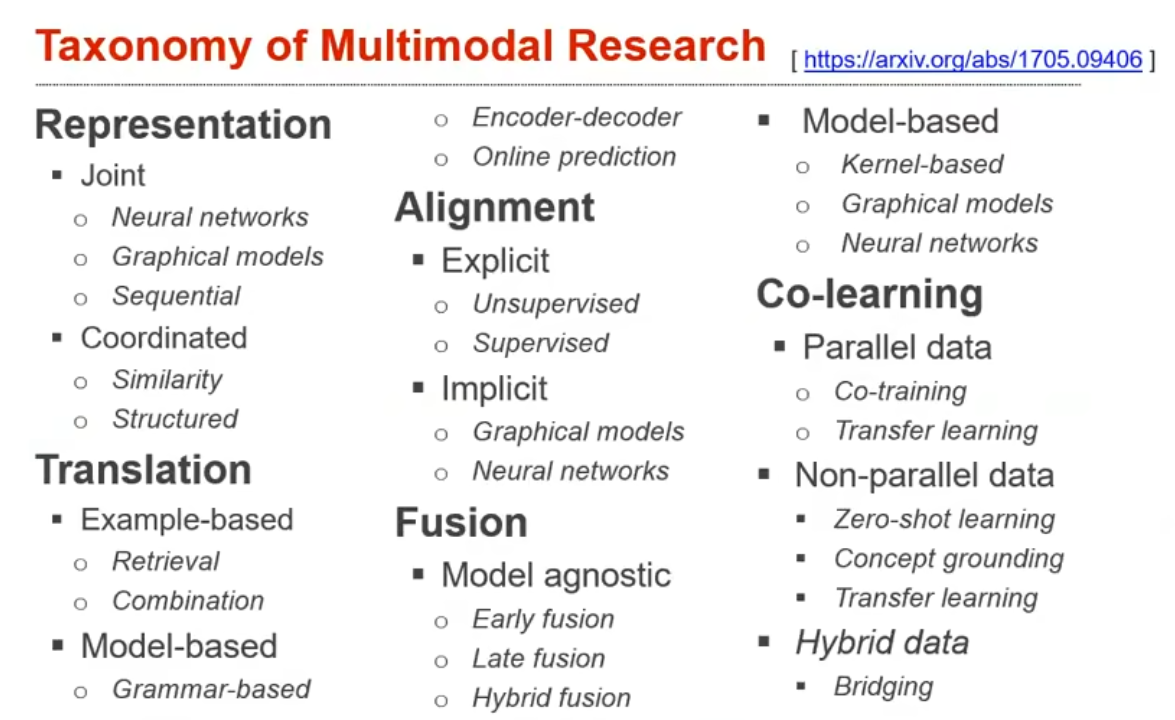 Taxonomy of Multimodal Research [ https://arxiv.org/abs/1705.09406 ]
Representation
▪ Joint
o Neural networks
o Graphical models
o Sequential
▪ Coordinated
o Similarity
o Structured
Translation
▪ Example-based
o Retrieval
o Combination
▪ Model-based
o Grammar-based
o Encoder-decoder
o Online prediction
Alignment
▪ Explicit
o Unsupervised
o Supervised
▪ Implicit
o Graphical models
o Neural networks
Fusion
▪ Model agnostic
o Early fusion
o Late fusion
o Hybrid fusion
▪ Model-based
o Kernel-based
o Graphical models
o Neural networks
Co-learning
▪ Parallel data
o Co-training
o Transfer learning
▪ Non-parallel data
▪ Zero-shot learning
▪ Concept grounding
▪ Transfer learning
▪ Hybrid data
▪ Bridging